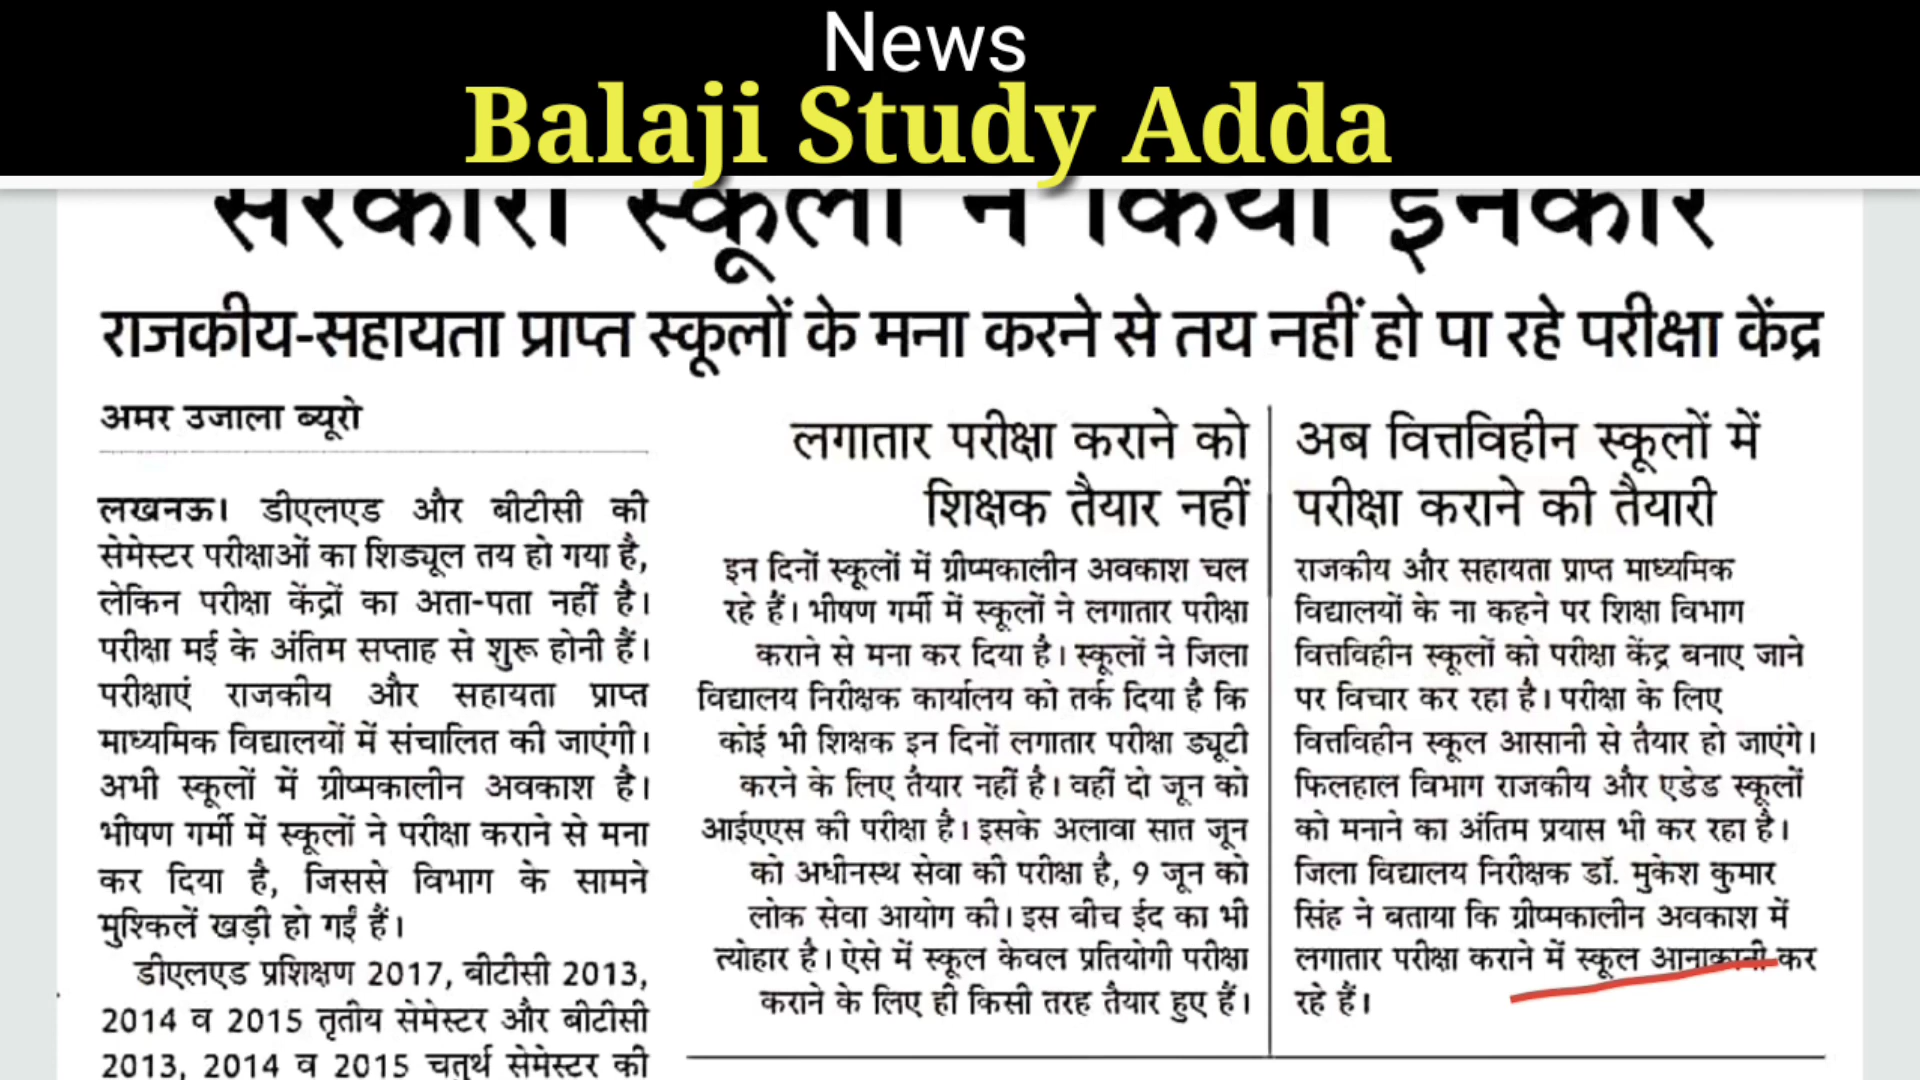 News
Balaji Study Adda
सरकारी स्कूलों ने किया इनकार
राजकीय-सहायता प्राप्त स्कूलों के मना करने से तय नहीं हो पा रहे परीक्षा केंद्र
अमर उजाला ब्यूरो
लखनऊ। डीएलएड और बीटीसी की
सेमेस्टर परीक्षाओं का शिड्यूल तय हो गया है,
लेकिन परीक्षा केंद्रों का अता-पता नहीं है।
परीक्षा मई के अंतिम सप्ताह से शुरू होनी हैं।
परीक्षाएं राजकीय और सहायता प्राप्त
माध्यमिक विद्यालयों में संचालित की जाएंगी।
अभी स्कूलों में ग्रीष्मकालीन अवकाश है।
भीषण गर्मी में स्कूलों ने परीक्षा कराने से मना
कर दिया है, जिससे विभाग के सामने
मुश्किलें खड़ी हो गईं हैं।
डीएलएड प्रशिक्षण 2017, बीटीसी 2013,
2014 व 2015 तृतीय सेमेस्टर और बीटीसी
2013, 2014 व 2015 चतुर्थ सेमेस्टर की
लगातार परीक्षा कराने को
शिक्षक तैयार नहीं
इन दिनों स्कूलों में ग्रीष्मकालीन अवकाश चल
रहे हैं। भीषण गर्मी में स्कूलों ने लगातार परीक्षा
कराने से मना कर दिया है। स्कूलों ने जिला
विद्यालय निरीक्षक कार्यालय को तर्क दिया है कि
कोई भी शिक्षक इन दिनों लगातार परीक्षा ड्यूटी
करने के लिए तैयार नहीं है। वहीं दो जून को
आईएएस की परीक्षा है। इसके अलावा सात जून
को अधीनस्थ सेवा की परीक्षा है, 9 जून को
लोक सेवा आयोग की। इस बीच ईद का भी
त्योहार है। ऐसे में स्कूल केवल प्रतियोगी परीक्षा
कराने के लिए ही किसी तरह तैयार हुए हैं।
अब वित्तविहीन स्कूलों में
परीक्षा कराने की तैयारी
राजकीय और सहायता प्राप्त माध्यमिक
विद्यालयों के ना कहने पर शिक्षा विभाग
वित्तविहीन स्कूलों को परीक्षा केंद्र बनाए जाने
पर विचार कर रहा है। परीक्षा के लिए
वित्तविहीन स्कूल आसानी से तैयार हो जाएंगे।
फिलहाल विभाग राजकीय और एडेड स्कूलों
को मनाने का अंतिम प्रयास भी कर रहा है।
जिला विद्यालय निरीक्षक डॉ. मुकेश कुमार
सिंह ने बताया कि ग्रीष्मकालीन अवकाश में
लगातार परीक्षा कराने में स्कूल आनाकानी कर
रहे हैं।